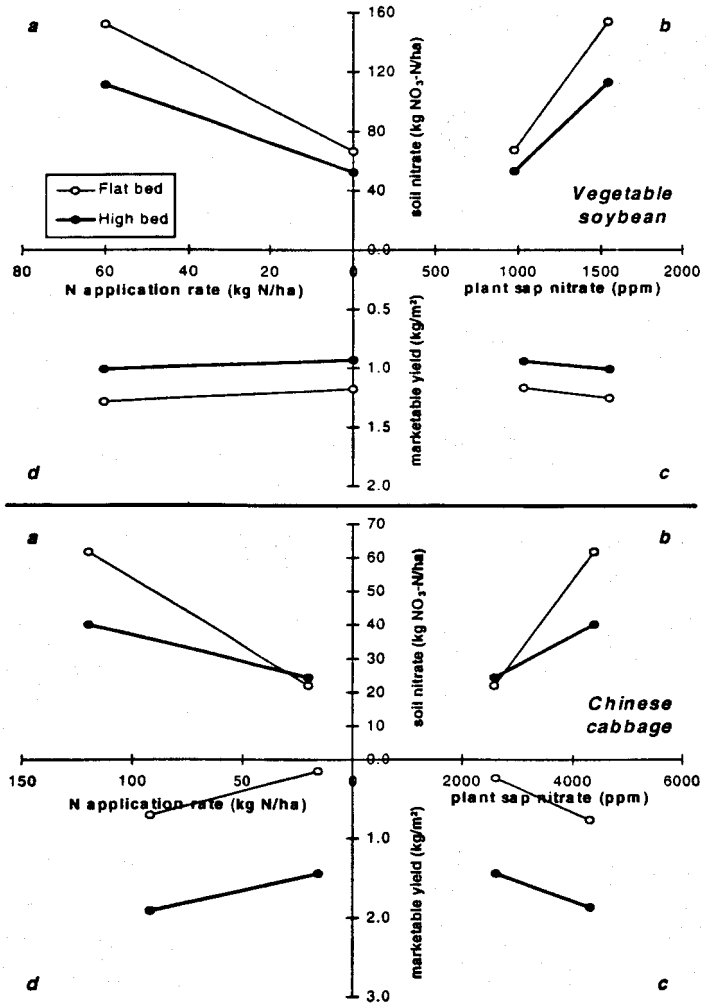 a
b
160
120
80
40
0.0
soil nitrate (kg NO₃-N/ha)
Flat bed
High bed
Vegetable
soybean
80
60
40
20
0
500
1000
1500
2000
N application rate (kg N/ha)
plant sap nitrate (ppm)
0.5
1.0
1.5
2.0
marketable yield (kg/m²)
d
c
a
b
70
60
50
40
30
20
10
0.0
soil nitrate (kg NO₃-N/ha)
Chinese
cabbage
150
100
50
0
2000
4000
6000
N application rate (kg N/ha)
plant sap nitrate (ppm)
1.0
2.0
3.0
marketable yield (kg/m²)
d
c